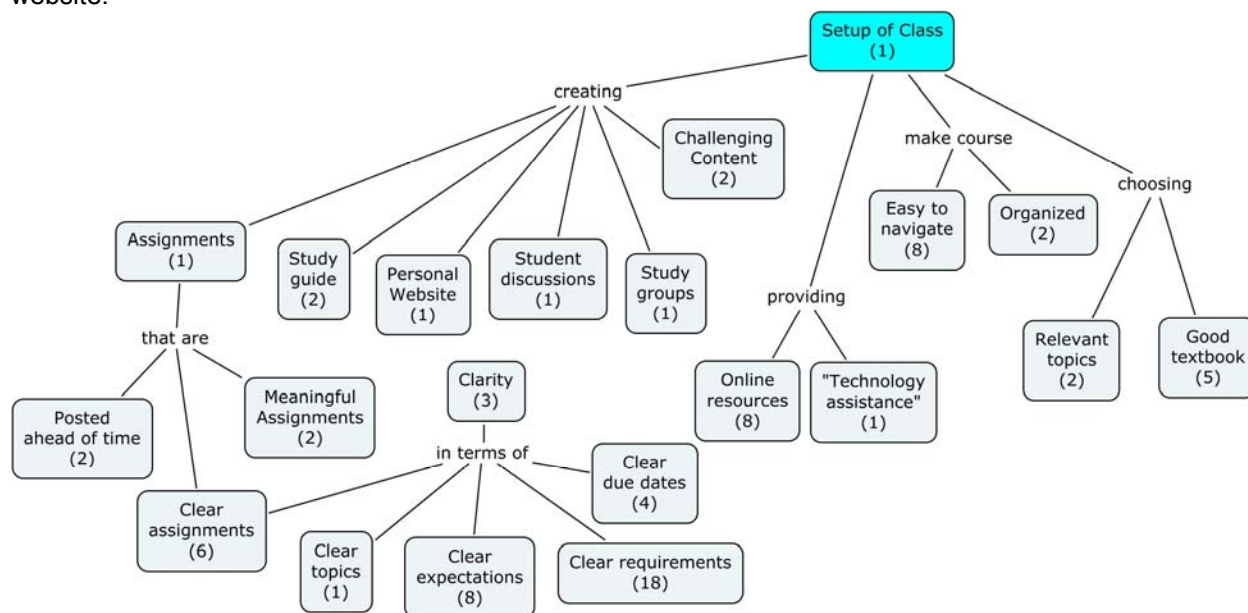 website.
Setup of Class
(1)
creating
Challenging
Content
(2)
make course
choosing
Easy to
navigate
(8)
Organized
(2)
Assignments
(1)
Study
guide
(2)
Personal
Website
(1)
Student
discussions
(1)
Study
groups
(1)
providing
that are
Relevant
topics
(2)
Good
textbook
(5)
Clarity
(3)
Online
resources
(8)
"Technology
assistance"
(1)
Posted
ahead of time
(2)
Meaningful
Assignments
(2)
in terms of
Clear
due dates
(4)
Clear
assignments
(6)
Clear
topics
(1)
Clear
expectations
(8)
Clear requirements
(18)